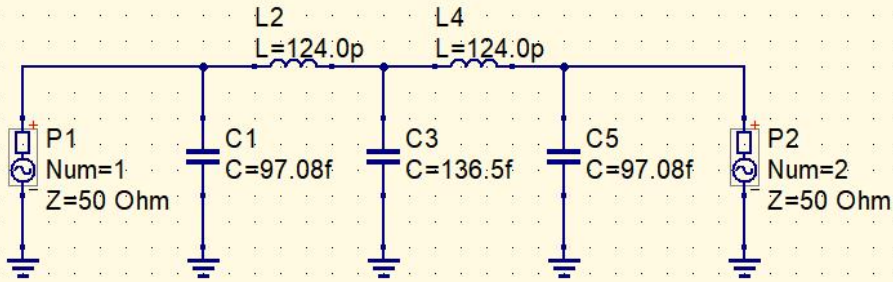 L2
L=124.0p
L4
L=124.0p
P1
Num=1
Z=50 Ohm
C1
C=97.08f
C3
C=136.5f
C5
C=97.08f
P2
Num=2
Z=50 Ohm